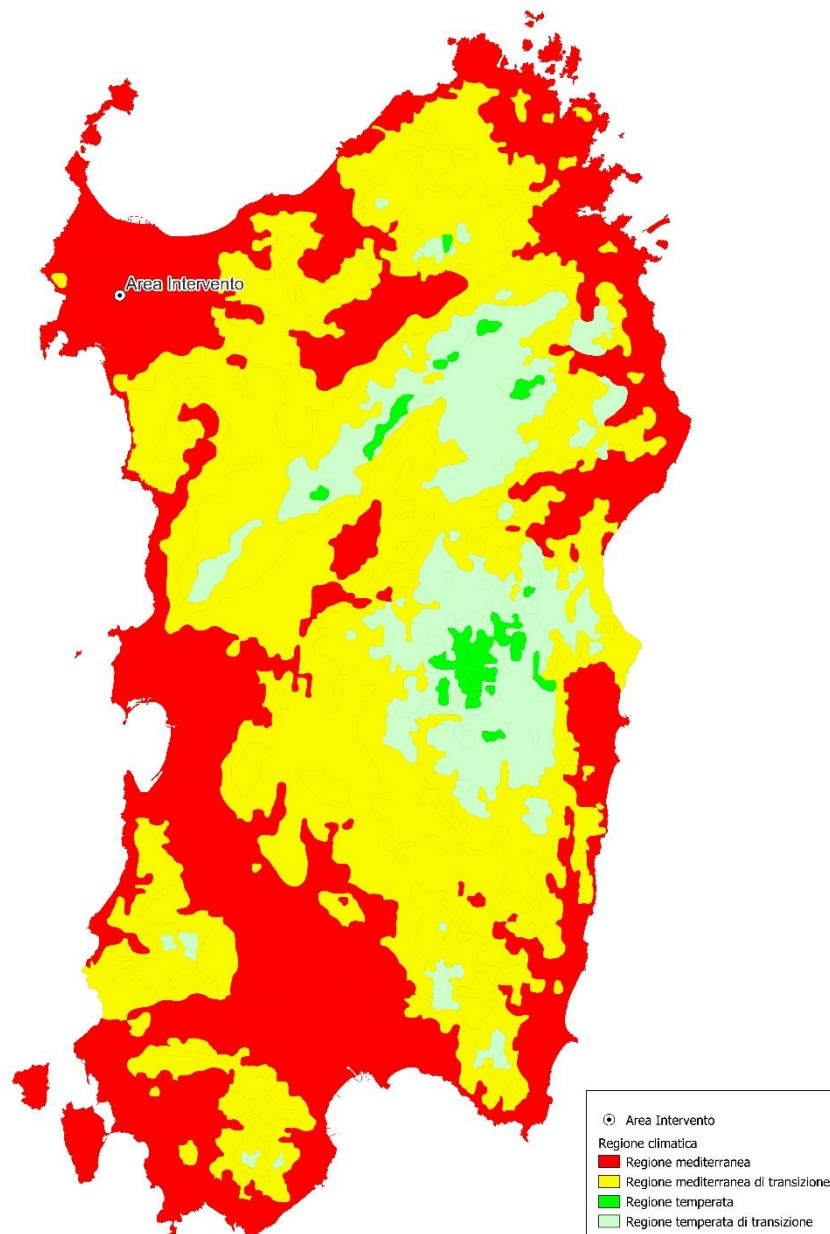 Area Intervento
Area Intervento
Regione climatica
Regione mediterranea
Regione mediterranea di transizione
Regione temperata
Regione temperata di transizione